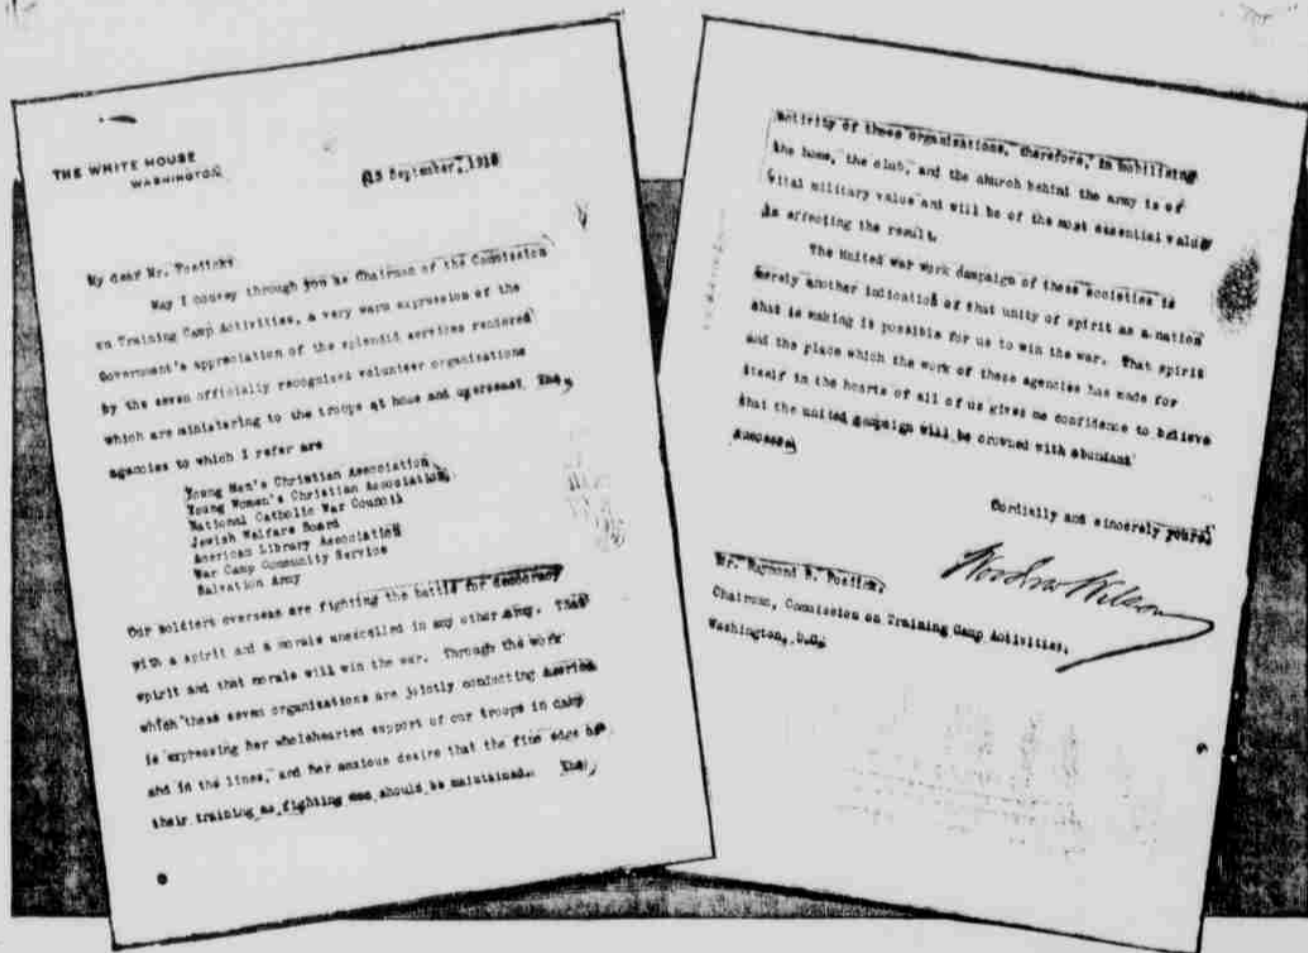 THE WHITE HOUSE
WASHINGTON
September, 1918
My dear Mr. Fosdick:
May I convey through you as Chairman of the Commission
on Training Camp Activities, a very warm expression of the
Government's appreciation of the splendid services rendered
by the seven officially recognized volunteer organizations
which are ministering to the troops at home and overseas. The
agencies to which I refer are
Young Men's Christian Association
Young Women's Christian Association,
National Catholic War Council
Jewish Welfare Board
American Library Association
War Camp Community Service
Salvation Army
Our soldiers overseas are fighting the battle for democracy
with a spirit and a morale unexcelled in any other army. That
spirit and that morale will win the war. Through the work
which these seven organizations are jointly conducting America
is expressing her wholehearted support of our troops in camp
and in the lines, and her anxious desire that the fine edge of
their training as fighting men should be maintained. The
activity of these organizations, therefore, in mobilizing
the home, the club, and the church behind the army is of
vital military value and will be of the most essential value
in affecting the result.
The United war work campaign of these societies is
merely another indication of that unity of spirit as a nation
that is making it possible for us to win the war. That spirit
and the place which the work of these agencies has made for
itself in the hearts of all of us gives me confidence to believe
that the united campaign will be crowned with abundant
success.
Cordially and sincerely yours
Woodrow Wilson
Mr. Raymond B. Fosdick,
Chairman, Commission on Training Camp Activities,
Washington, D.C.